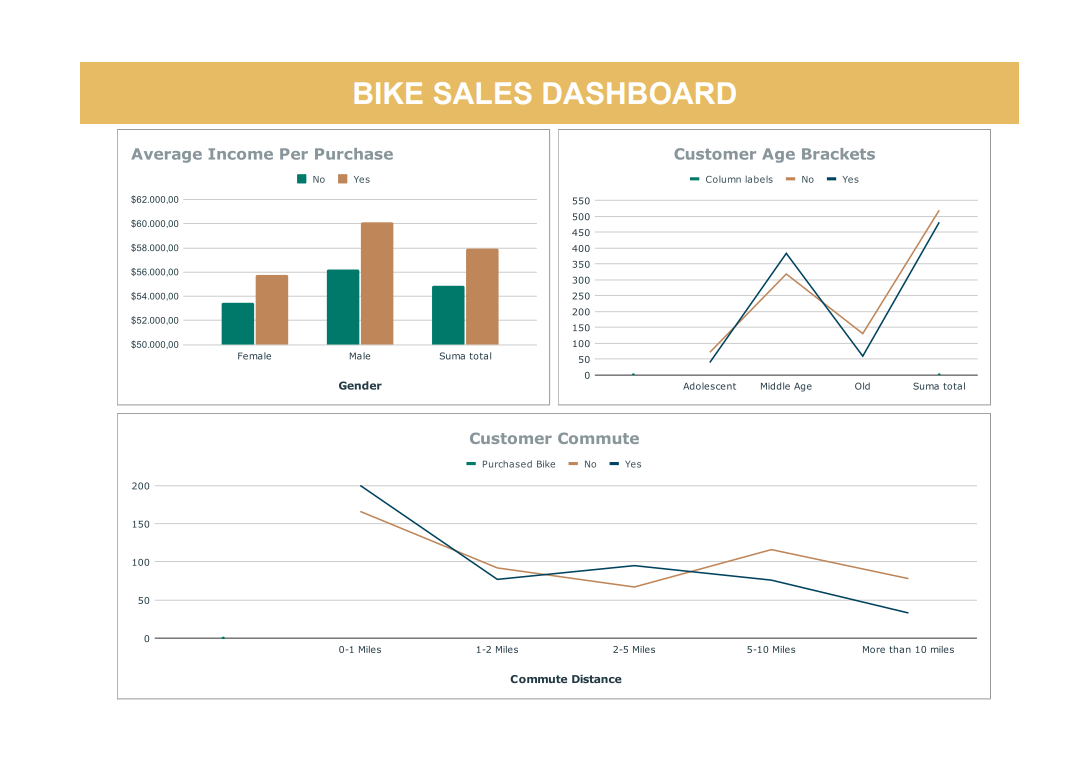 BIKE SALES DASHBOARD
Average Income Per Purchase
No Yes
$62.000,00
$60.000,00
$58.000,00
$56.000,00
$54.000,00
$52.000,00
$50.000,00
Female Male Suma total
Gender
Customer Age Brackets
Column labels No Yes
550
500
450
400
350
300
250
200
150
100
50
0
Adolescent Middle Age Old Suma total
Customer Commute
Purchased Bike No Yes
200
150
100
50
0
0-1 Miles 1-2 Miles 2-5 Miles 5-10 Miles More than 10 miles
Commute Distance